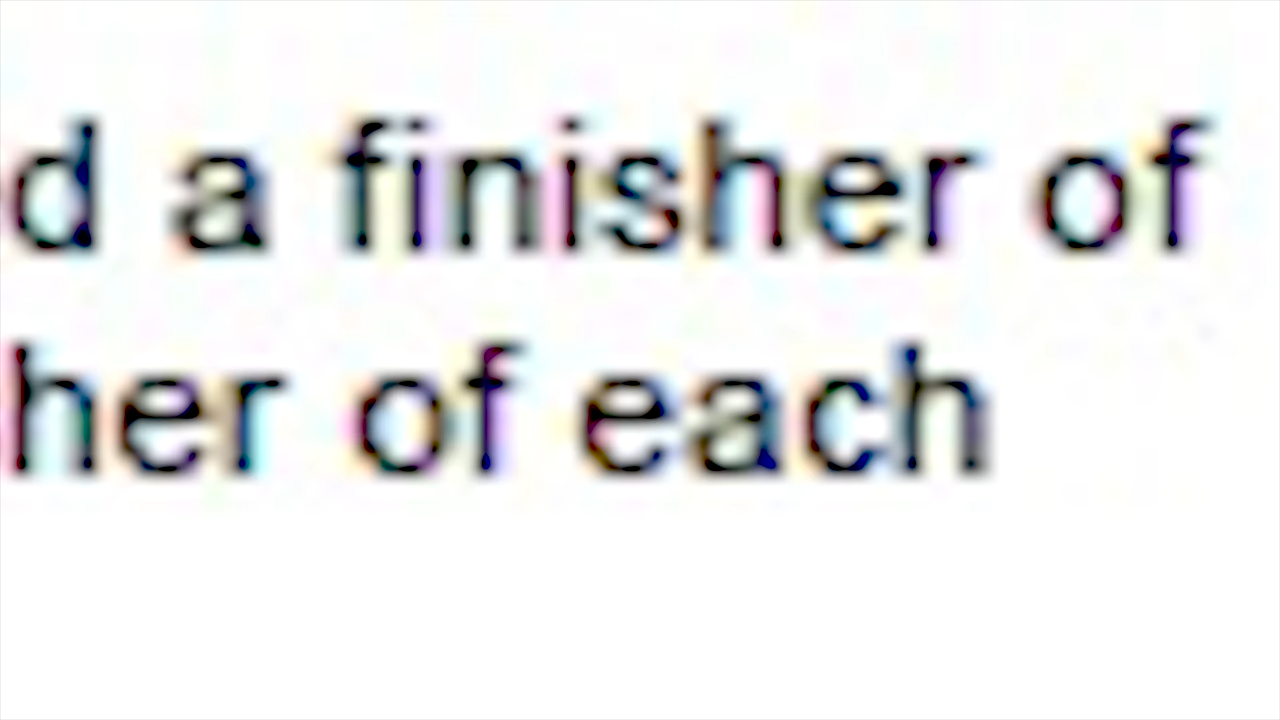 d a finisher of
her of each